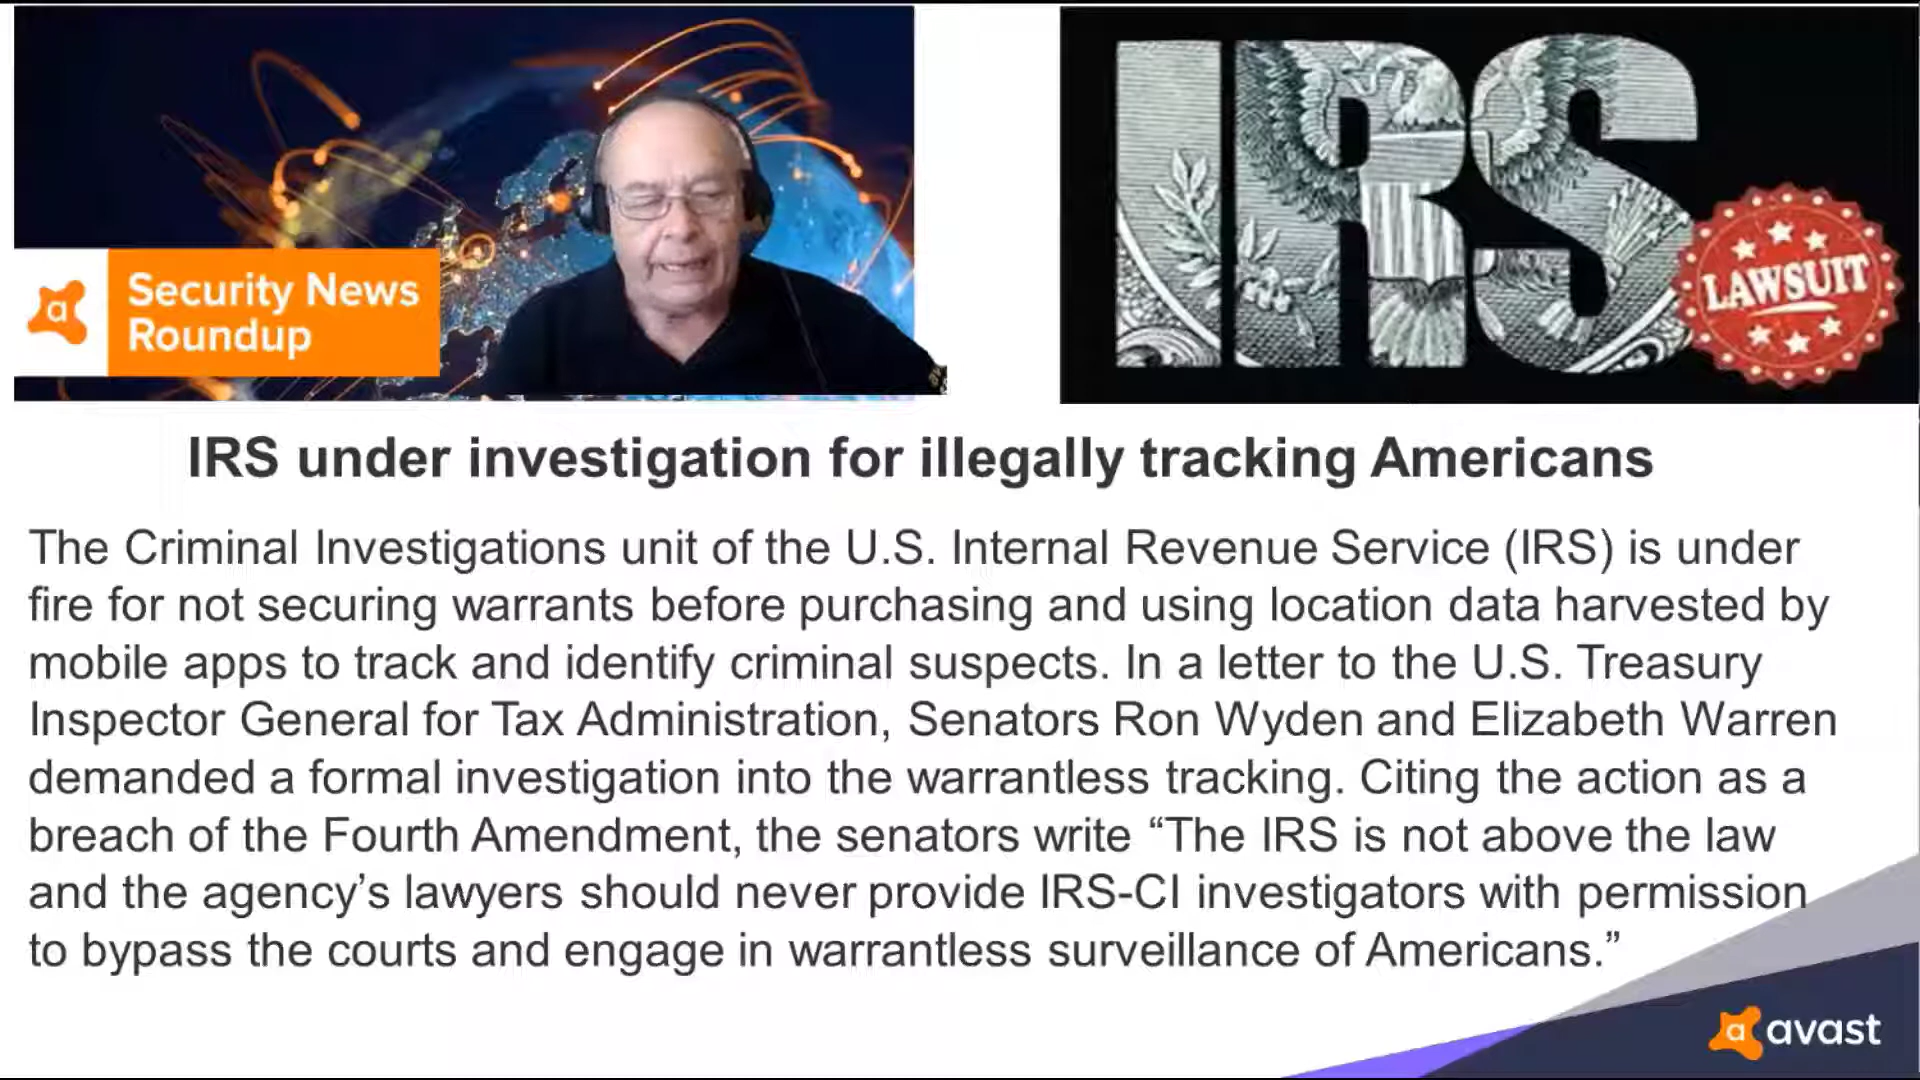 Security News
Roundup
IRS
LAWSUIT
IRS under investigation for illegally tracking Americans
The Criminal Investigations unit of the U.S. Internal Revenue Service (IRS) is under
fire for not securing warrants before purchasing and using location data harvested by
mobile apps to track and identify criminal suspects. In a letter to the U.S. Treasury
Inspector General for Tax Administration, Senators Ron Wyden and Elizabeth Warren
demanded a formal investigation into the warrantless tracking. Citing the action as a
breach of the Fourth Amendment, the senators write “The IRS is not above the law
and the agency’s lawyers should never provide IRS-CI investigators with permission
to bypass the courts and engage in warrantless surveillance of Americans.”
avast